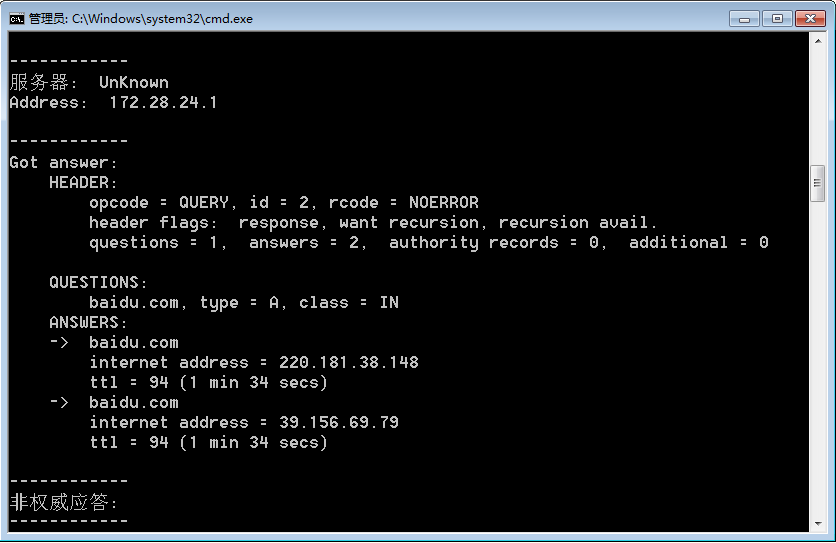 管理员: C:\Windows\system32\cmd.exe
------------
服务器:  UnKnown
Address:  172.28.24.1
------------
Got answer:
    HEADER:
        opcode = QUERY, id = 2, rcode = NOERROR
        header flags:  response, want recursion, recursion avail.
        questions = 1,  answers = 2,  authority records = 0,  additional = 0
    QUESTIONS:
        baidu.com, type = A, class = IN
    ANSWERS:
    ->  baidu.com
        internet address = 220.181.38.148
        ttl = 94 (1 min 34 secs)
    ->  baidu.com
        internet address = 39.156.69.79
        ttl = 94 (1 min 34 secs)
------------
非权威应答:
------------